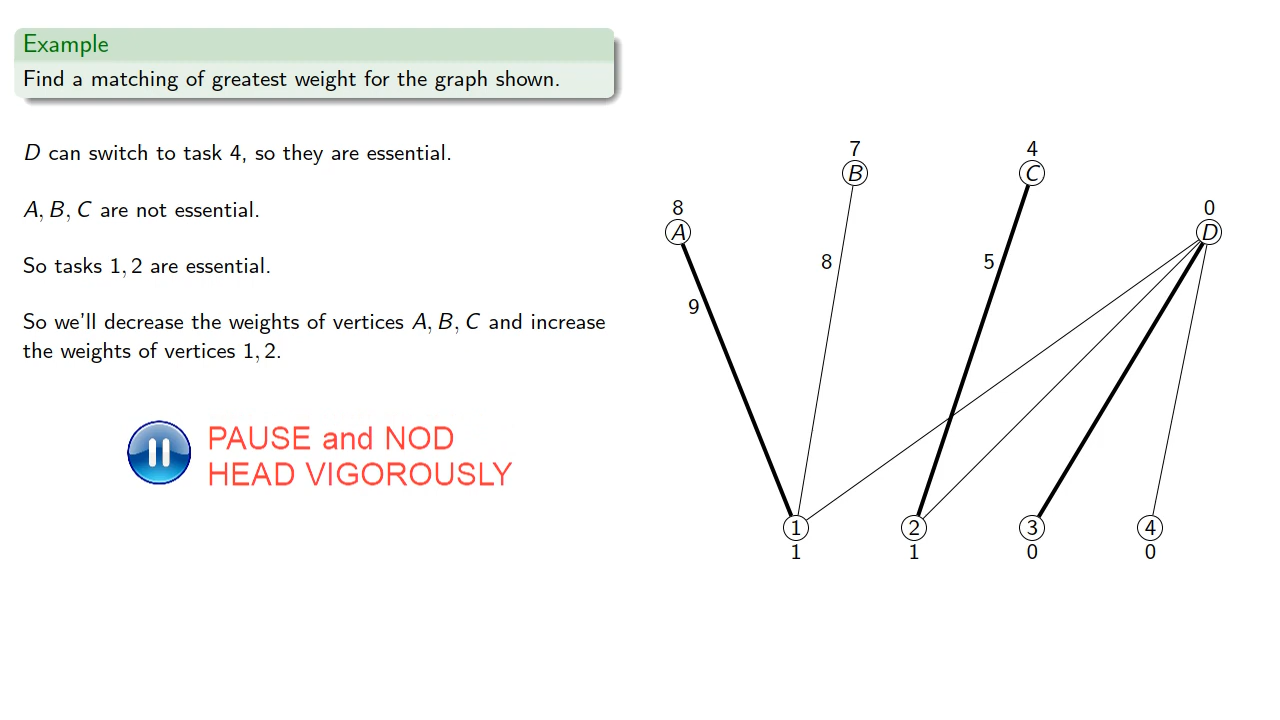 Example
Find a matching of greatest weight for the graph shown.
D can switch to task 4, so they are essential.
A, B, C are not essential.
So tasks 1, 2 are essential.
So we'll decrease the weights of vertices A, B, C and increase
the weights of vertices 1, 2.
PAUSE and NOD
HEAD VIGOROUSLY
7
4
B
C
8
0
A
D
8
5
9
1
2
3
4
1
1
0
0